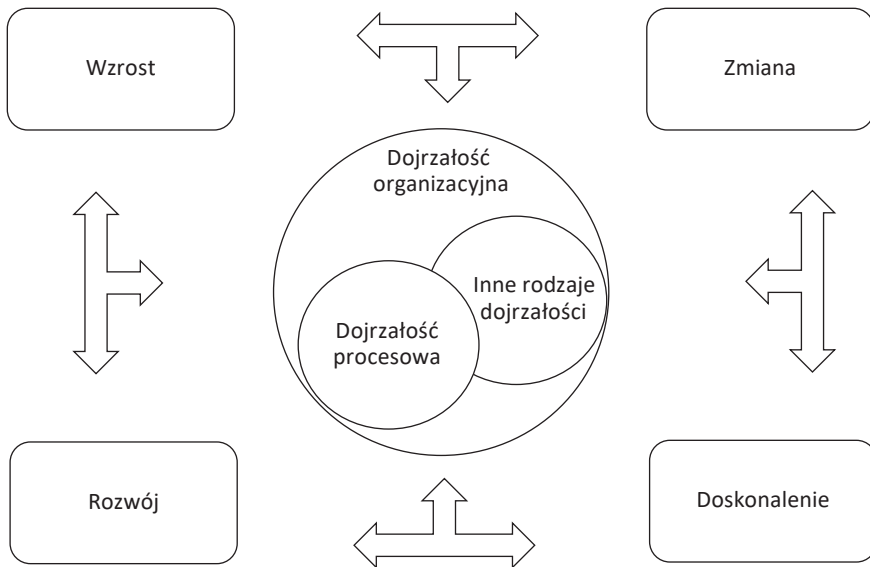 Wzrost
Zmiana
Dojrzałość
organizacyjna
Inne rodzaje
dojrzałości
Dojrzałość
procesowa
Rozwój
Doskonalenie